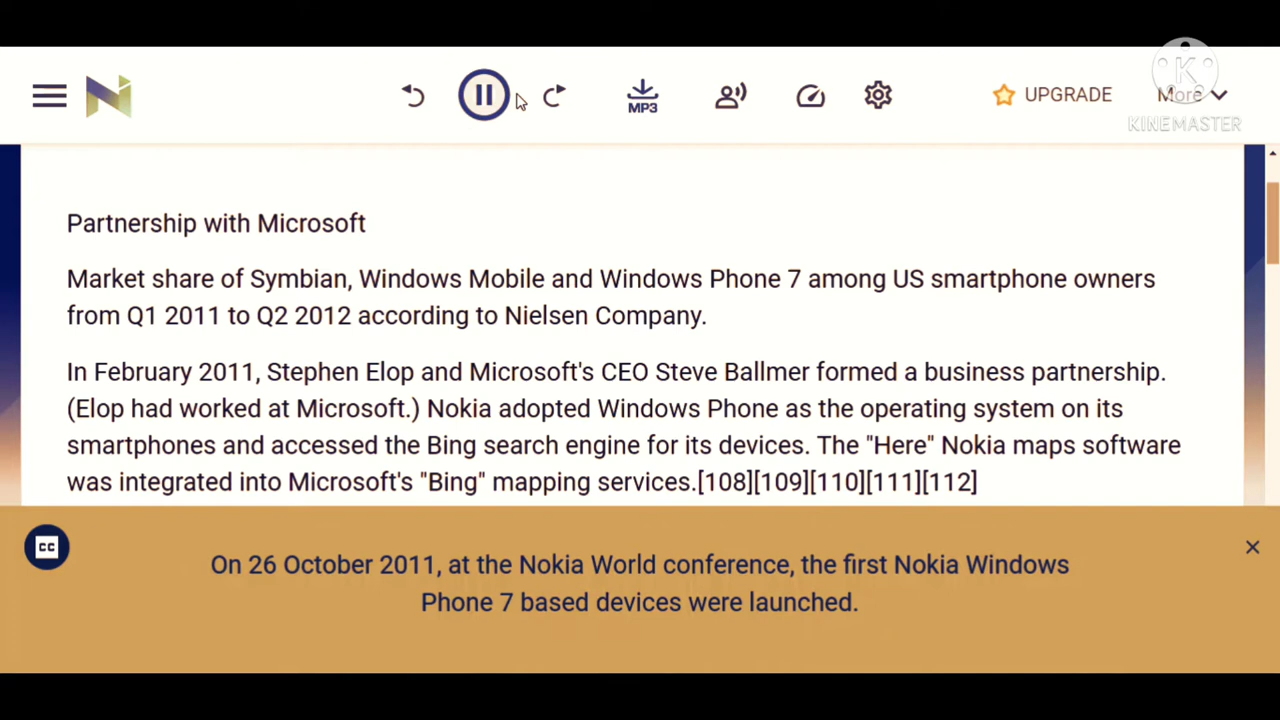 MP3
UPGRADE
More
K
KINEMASTER
Partnership with Microsoft
Market share of Symbian, Windows Mobile and Windows Phone 7 among US smartphone owners
from Q1 2011 to Q2 2012 according to Nielsen Company.
In February 2011, Stephen Elop and Microsoft's CEO Steve Ballmer formed a business partnership.
(Elop had worked at Microsoft.) Nokia adopted Windows Phone as the operating system on its
smartphones and accessed the Bing search engine for its devices. The "Here" Nokia maps software
was integrated into Microsoft's "Bing" mapping services.[108][109][110][111][112]
CC
On 26 October 2011, at the Nokia World conference, the first Nokia Windows
Phone 7 based devices were launched.